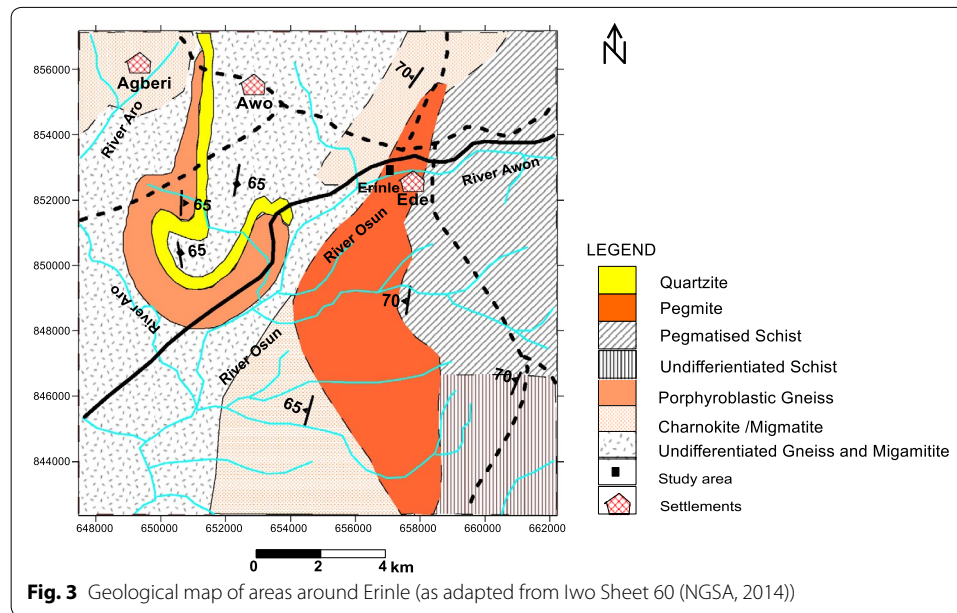 856000
854000
852000
850000
848000
846000
844000
648000 650000 652000 654000 656000 658000 660000 662000
Agberi
Awo
River Aro
70
65
65
65
Erinle
Ede
River Awon
River Osun
70
River Aro
River Osun
70
65
N
LEGEND
Quartzite
Pegmite
Pegmatised Schist
Undifferientiated Schist
Porphyroblastic Gneiss
Charnokite /Migmatite
Undifferentiated Gneiss and Migamitite
Study area
Settlements
0 2 4 km
Fig. 3 Geological map of areas around Erinle (as adapted from Iwo Sheet 60 (NGSA, 2014))